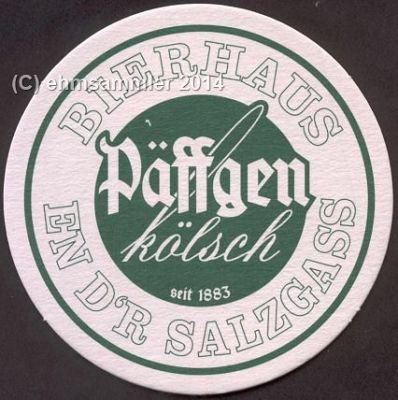 (C) ehmsammler 2014
BIERHAUS
Päffgen
kölsch
seit 1883
EN D'R SALZGASS